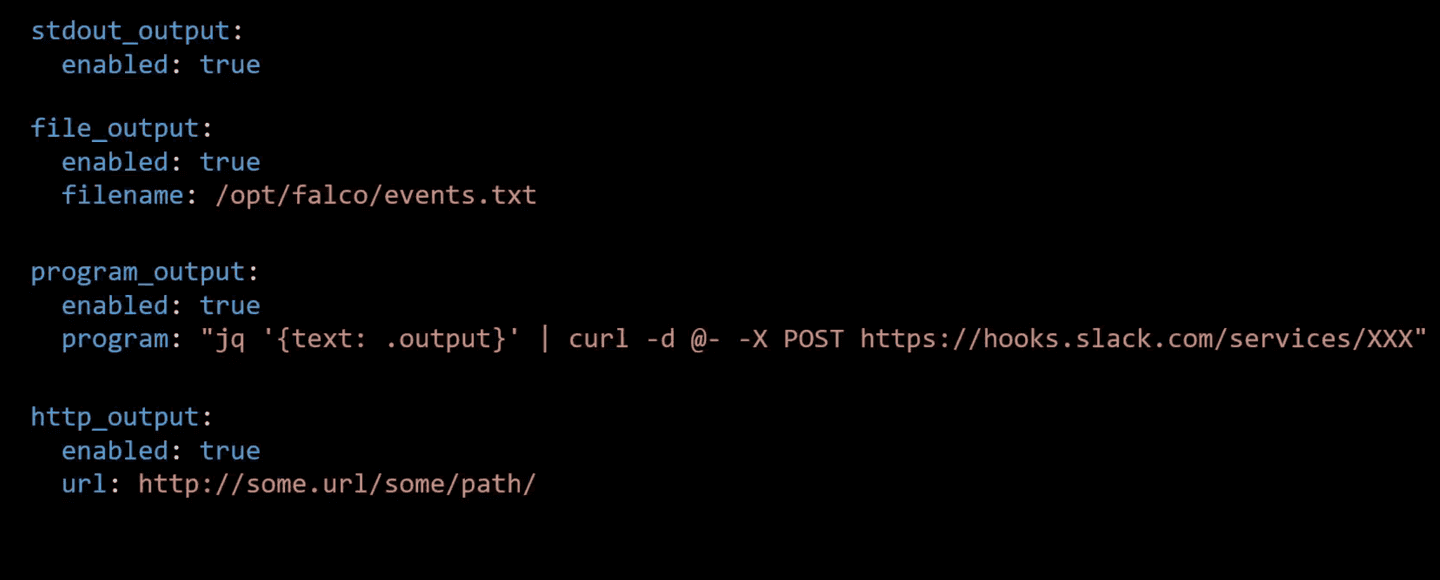 stdout_output:
  enabled: true
file_output:
  enabled: true
  filename: /opt/falco/events.txt
program_output:
  enabled: true
  program: "jq '{text: .output}' | curl -d @- -X POST https://hooks.slack.com/services/XXX"
http_output:
  enabled: true
  url: http://some.url/some/path/